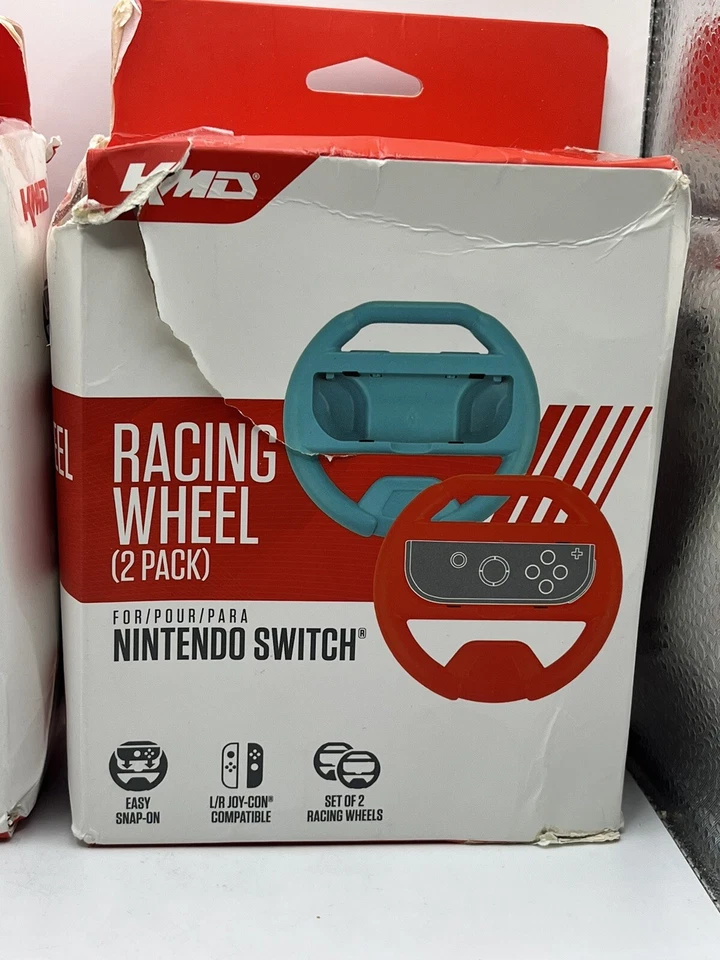 KMD®
KMD
EEL
RACING
WHEEL
(2 PACK)
FOR/POUR/PARA
NINTENDO SWITCH®
EASY
SNAP-ON
L/R JOY-CON®
COMPATIBLE
SET OF 2
RACING WHEELS